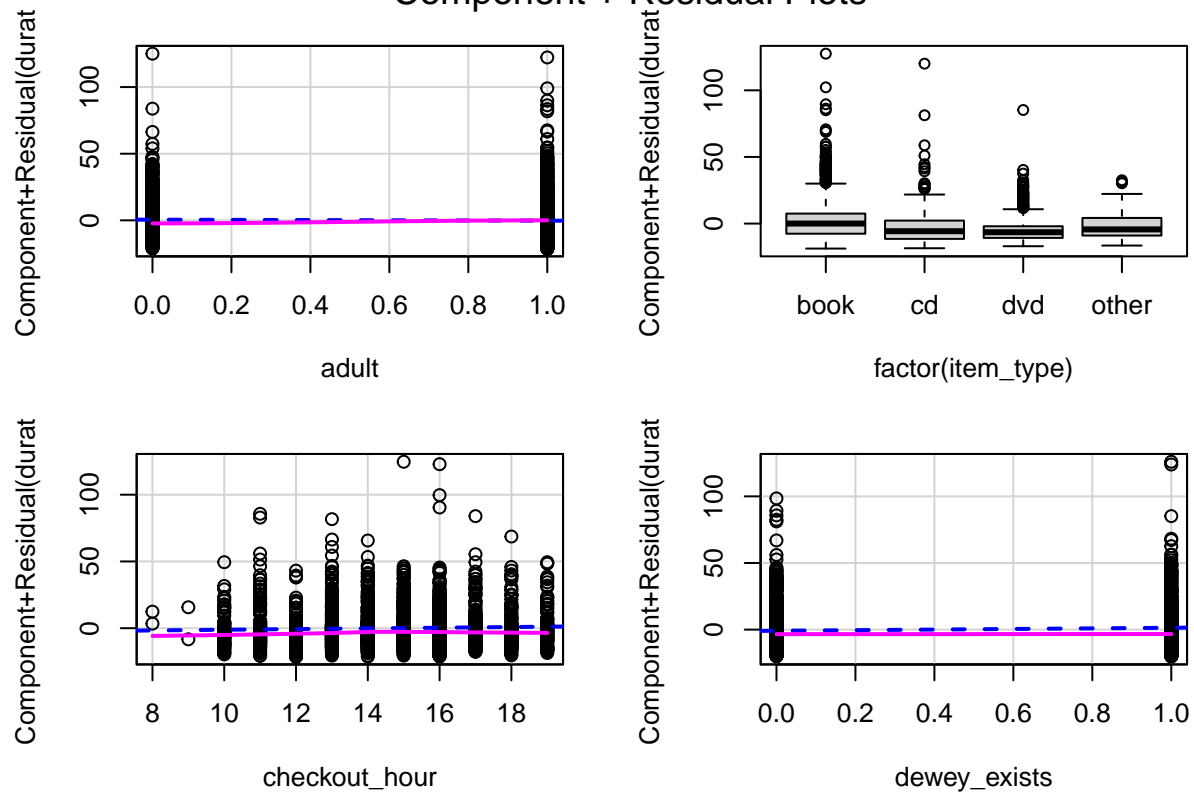 Component + Residual Plots
Component+Residual(durat
0 50 100
0.0 0.2 0.4 0.6 0.8 1.0
adult
Component+Residual(durat
0 50 100
book cd dvd other
factor(item_type)
Component+Residual(durat
0 50 100
8 10 12 14 16 18
checkout_hour
Component+Residual(durat
0 50 100
0.0 0.2 0.4 0.6 0.8 1.0
dewey_exists